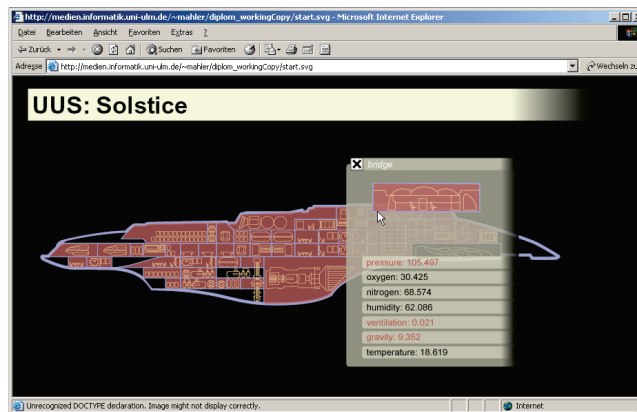 http://medien.informatik.uni-ulm.de/~mahler/diplom_workingCopy/start.svg - Microsoft Internet Explorer
Datei Bearbeiten Ansicht Favoriten Extras ?
Zurück Suchen Favoriten
Adresse http://medien.informatik.uni-ulm.de/~mahler/diplom_workingCopy/start.svg Wechseln zu
UUS: Solstice
bridge
pressure: 105.497
oxygen: 30.425
nitrogen: 68.574
humidity: 62.086
ventilation: 0.021
gravity: 9.352
temperature: 18.619
Unrecognized DOCTYPE declaration. Image might not display correctly. Internet